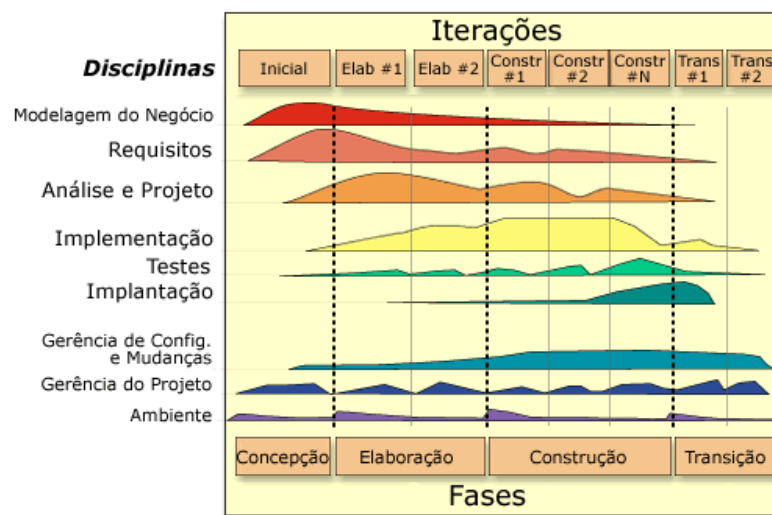 Iterações
Disciplinas
Inicial
Elab #1
Elab #2
Constr
#1
Constr
#2
Constr
#N
Trans
#1
Trans
#2
Modelagem do Negócio
Requisitos
Análise e Projeto
Implementação
Testes
Implantação
Gerência de Config.
e Mudanças
Gerência do Projeto
Ambiente
Concepção
Elaboração
Construção
Transição
Fases